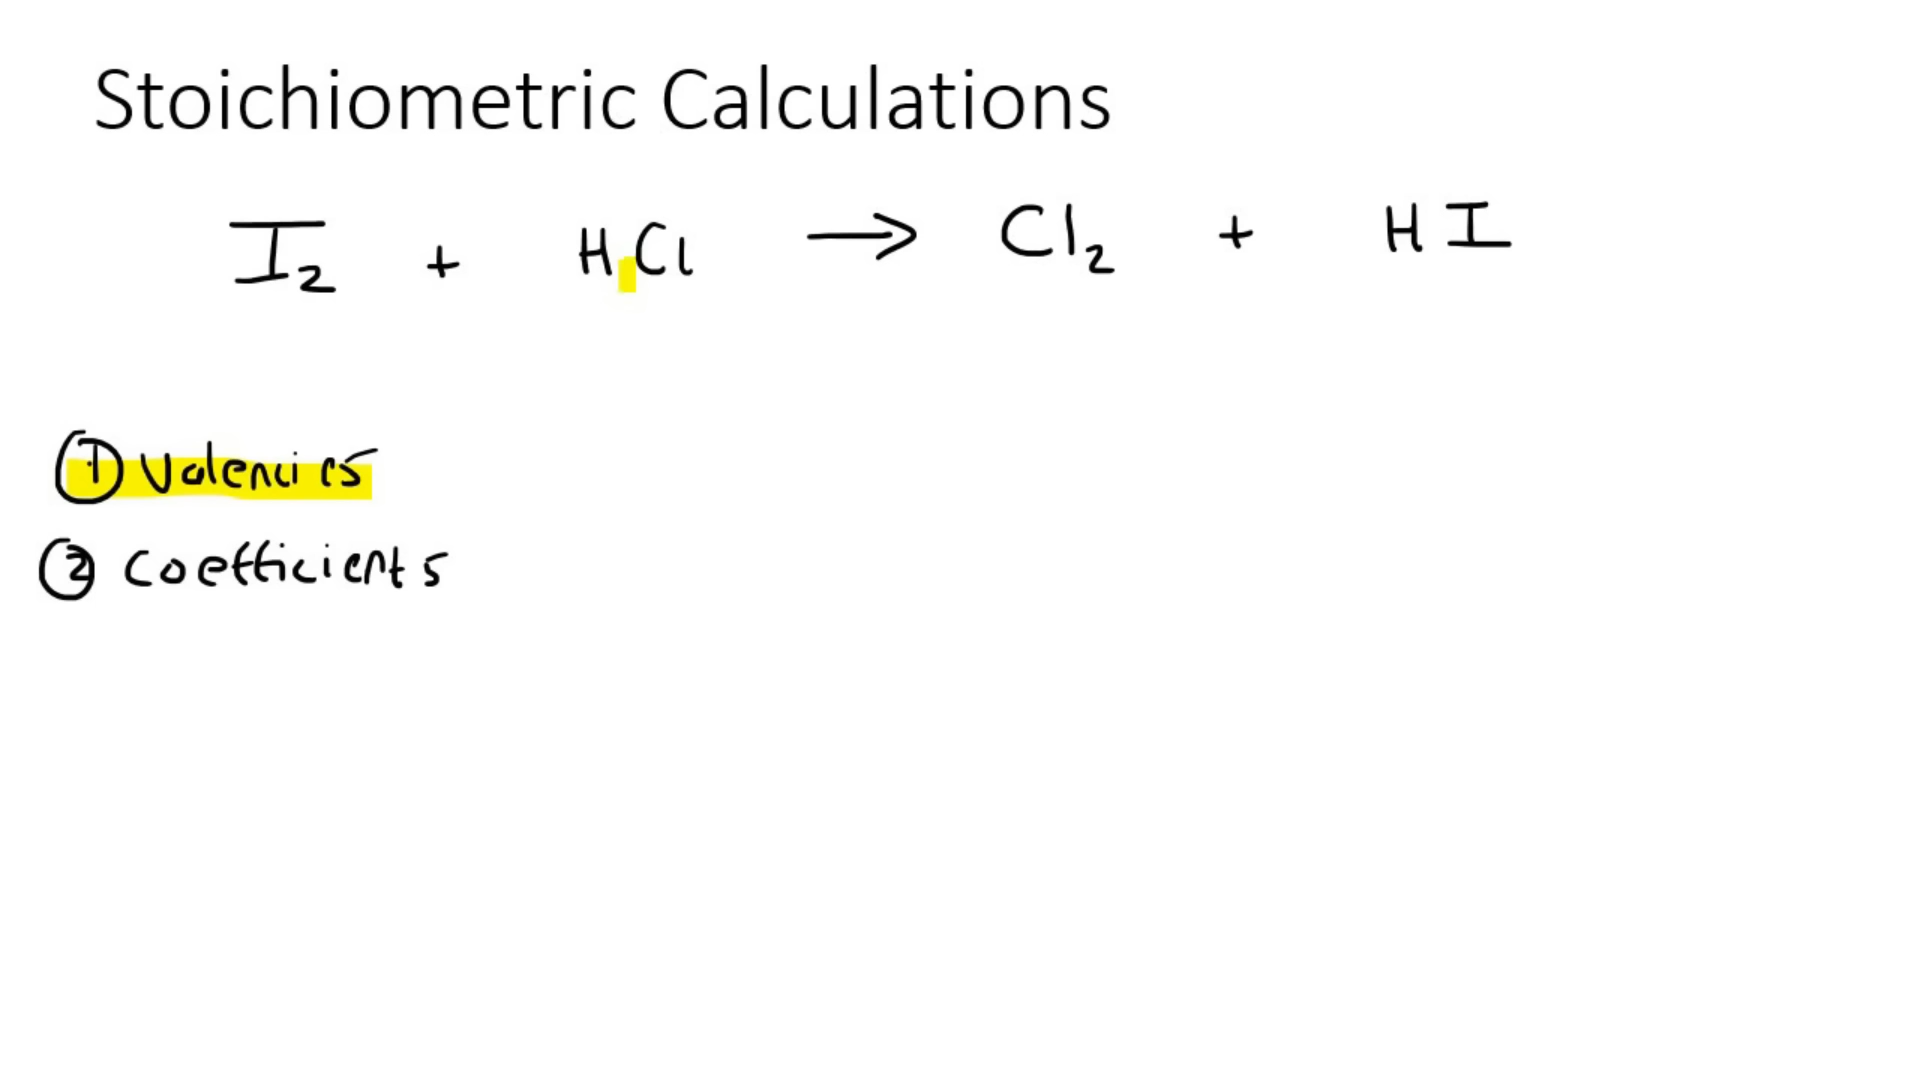 Stoichiometric Calculations
I₂ + HCl → Cl₂ + HI
① Valencies
② Coefficients